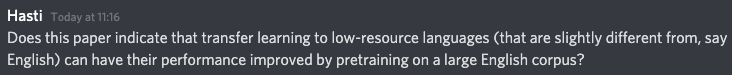 Hasti Today at 11:16
Does this paper indicate that transfer learning to low-resource languages (that are slightly different from, say
English) can have their performance improved by pretraining on a large English corpus?